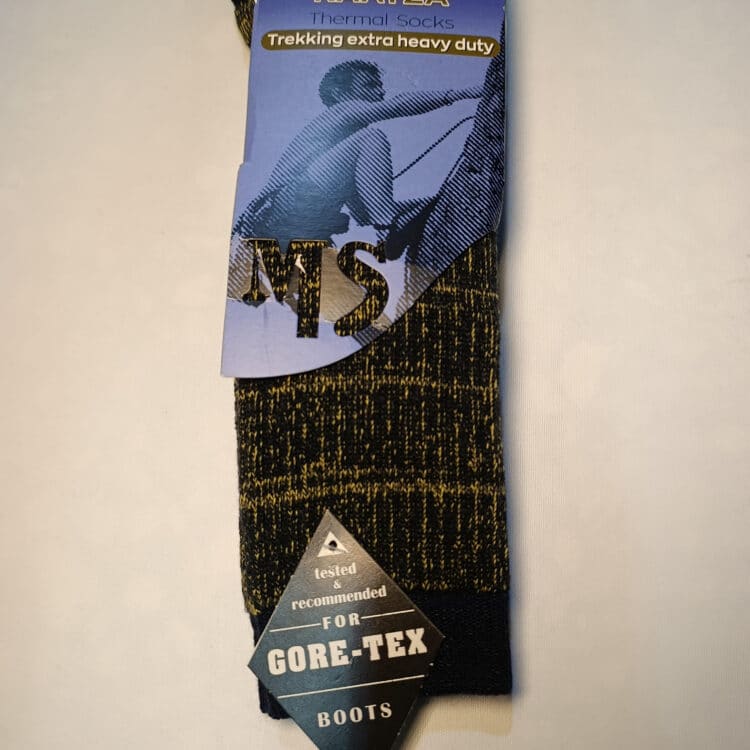 Thermal Socks
Trekking extra heavy duty
MS
tested
&
recommended
FOR
GORE-TEX
BOOTS